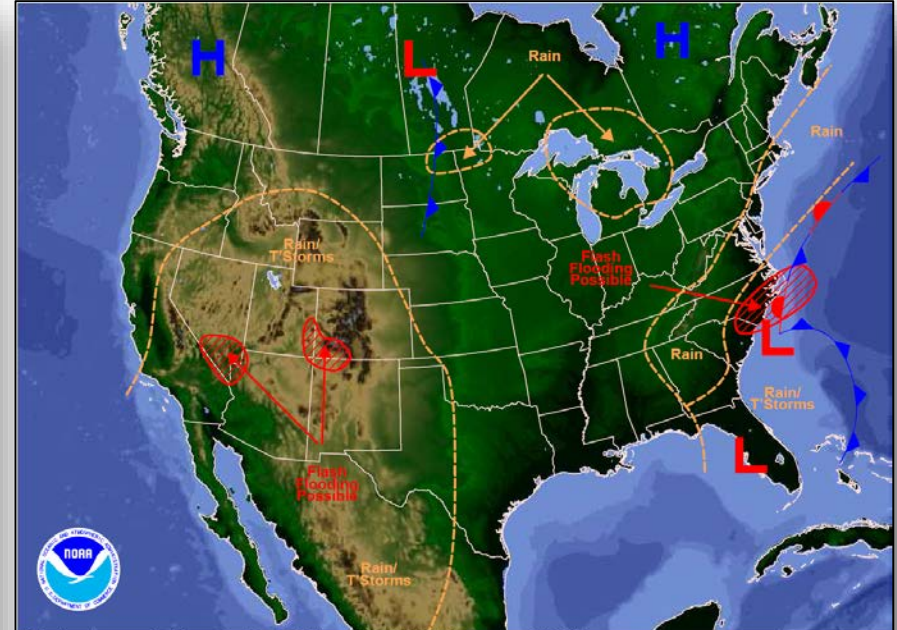 H
L
H
Rain
Rain
Rain/
T'Storms
Flash
Flooding
Possible
Rain
L
Rain/
T'Storms
L
Flash
Flooding
Possible
Rain/
T'Storms
NOAA